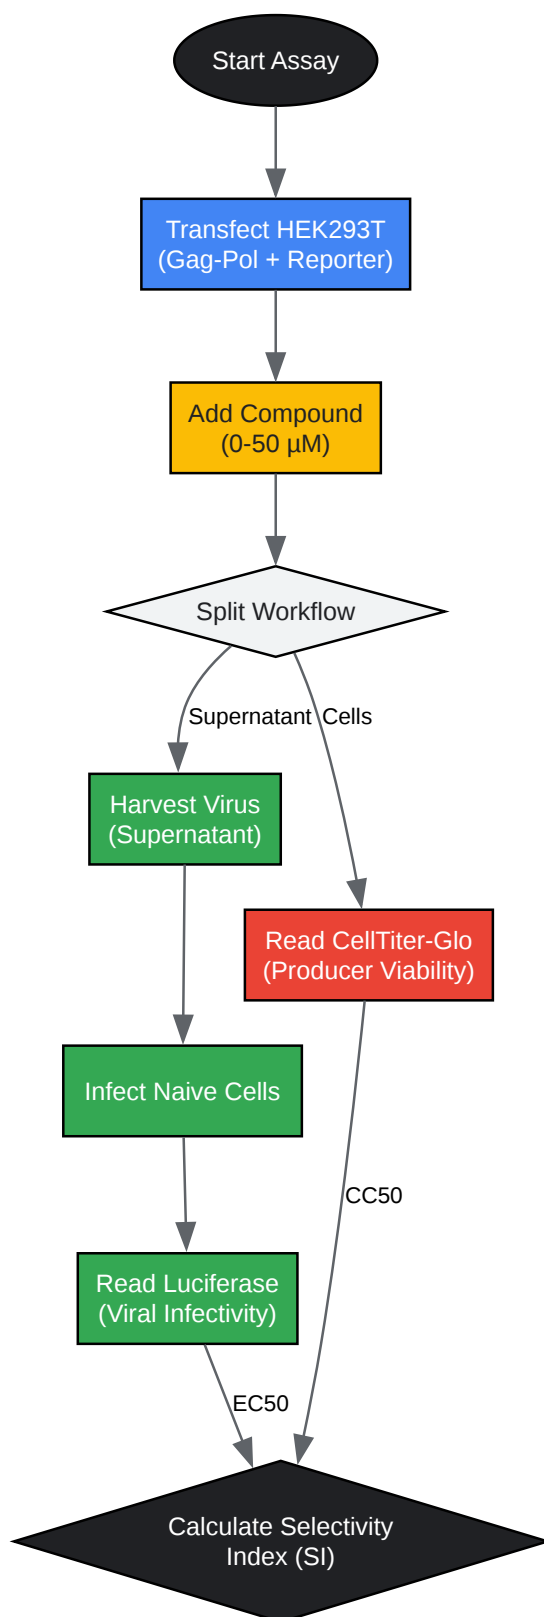 Start Assay
Transfect HEK293T
(Gag-Pol + Reporter)
Add Compound
(0-50 µM)
Split Workflow
Supernatant
Cells
Harvest Virus
(Supernatant)
Read CellTiter-Glo
(Producer Viability)
Infect Naive Cells
CC50
Read Luciferase
(Viral Infectivity)
EC50
Calculate Selectivity
Index (SI)